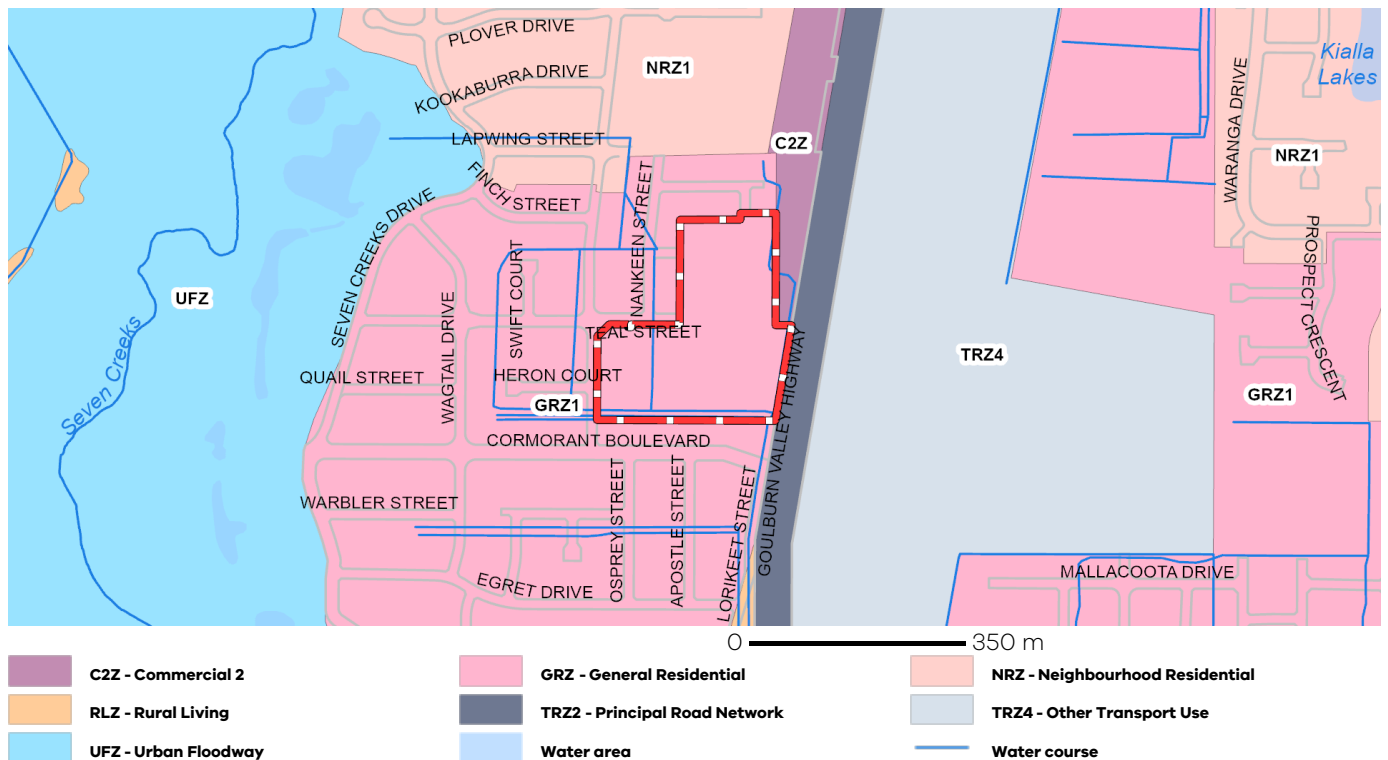 PLOVER DRIVE
NRZ1
Kialla
Lakes
KOOKABURRA DRIVE
WARANGA DRIVE
LAPWING STREET
C2Z
NRZ1
FINCH STREET
NANKEEN STREET
SEVEN CREEKS DRIVE
PROSPECT CRESCENT
SWIFT COURT
UFZ
WAGTAIL DRIVE
TEAL STREET
GOULBURN VALLEY HIGHWAY
TRZ4
Seven Creeks
QUAIL STREET
HERON COURT
GRZ1
GRZ1
CORMORANT BOULEVARD
WARBLER STREET
OSPREY STREET
APOSTLE STREET
LORIKEET STREET
EGRET DRIVE
MALLACOOTA DRIVE
0 350 m
C2Z - Commercial 2
GRZ - General Residential
NRZ - Neighbourhood Residential
RLZ - Rural Living
TRZ2 - Principal Road Network
TRZ4 - Other Transport Use
UFZ - Urban Floodway
Water area
Water course